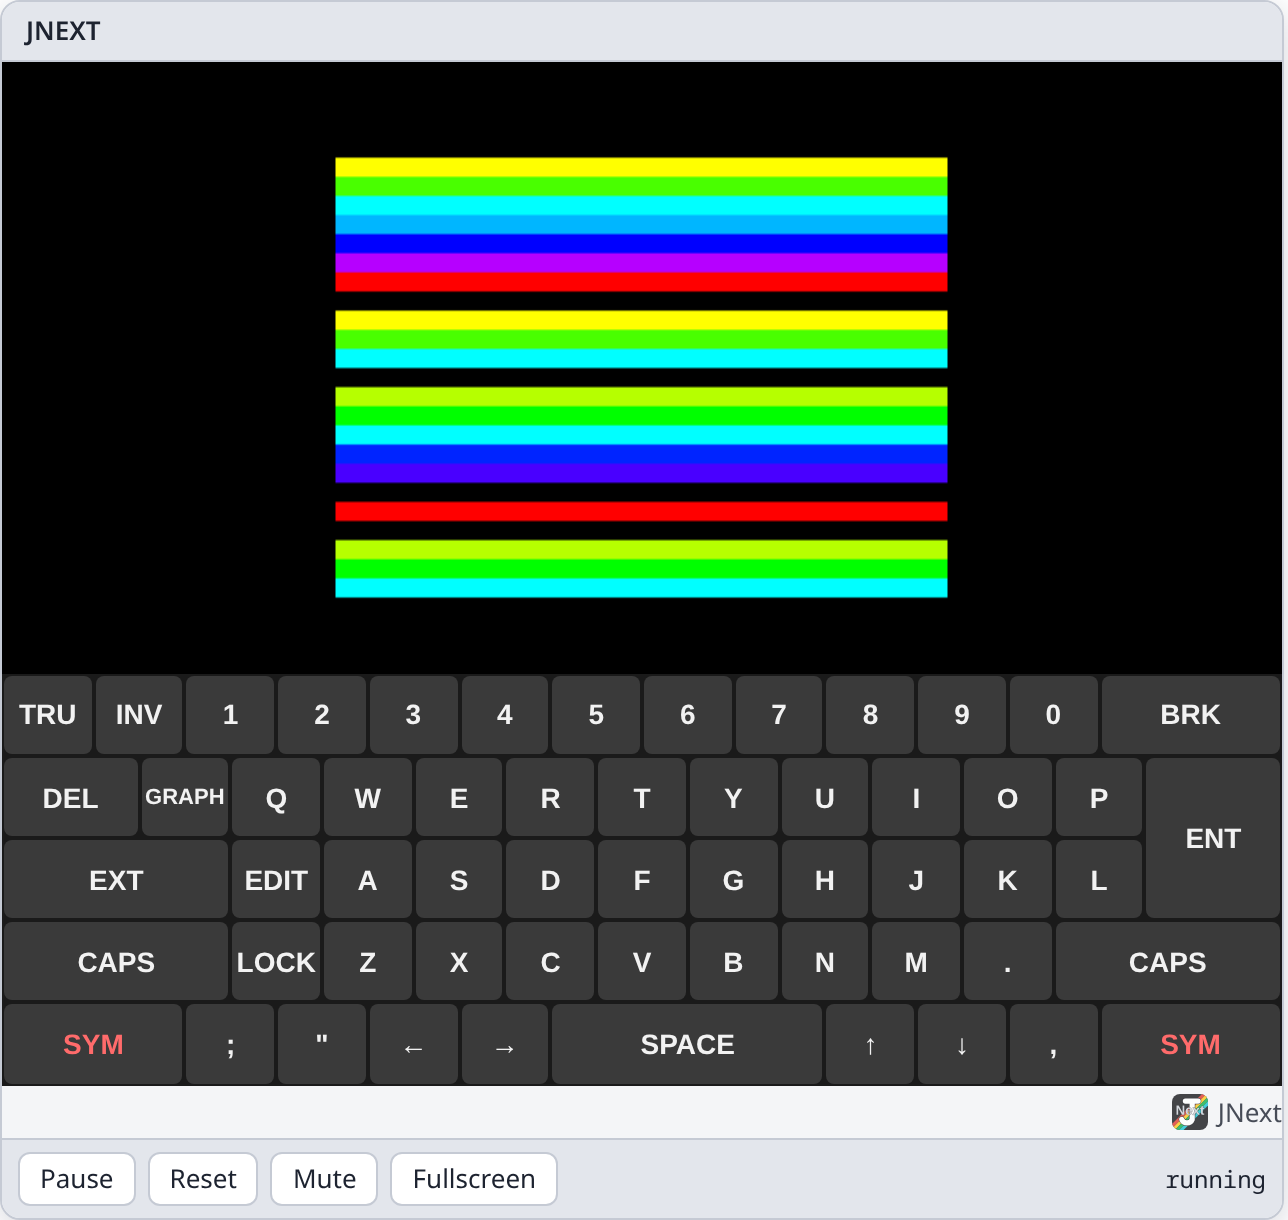 JNEXT
TRU INV 1 2 3 4 5 6 7 8 9 0 BRK
DEL GRAPH Q W E R T Y U I O P
ENT
EXT EDIT A S D F G H J K L
CAPS LOCK Z X C V B N M . CAPS
SYM ; " ← → SPACE ↑ ↓ , SYM
Next JNext
Pause Reset Mute Fullscreen running